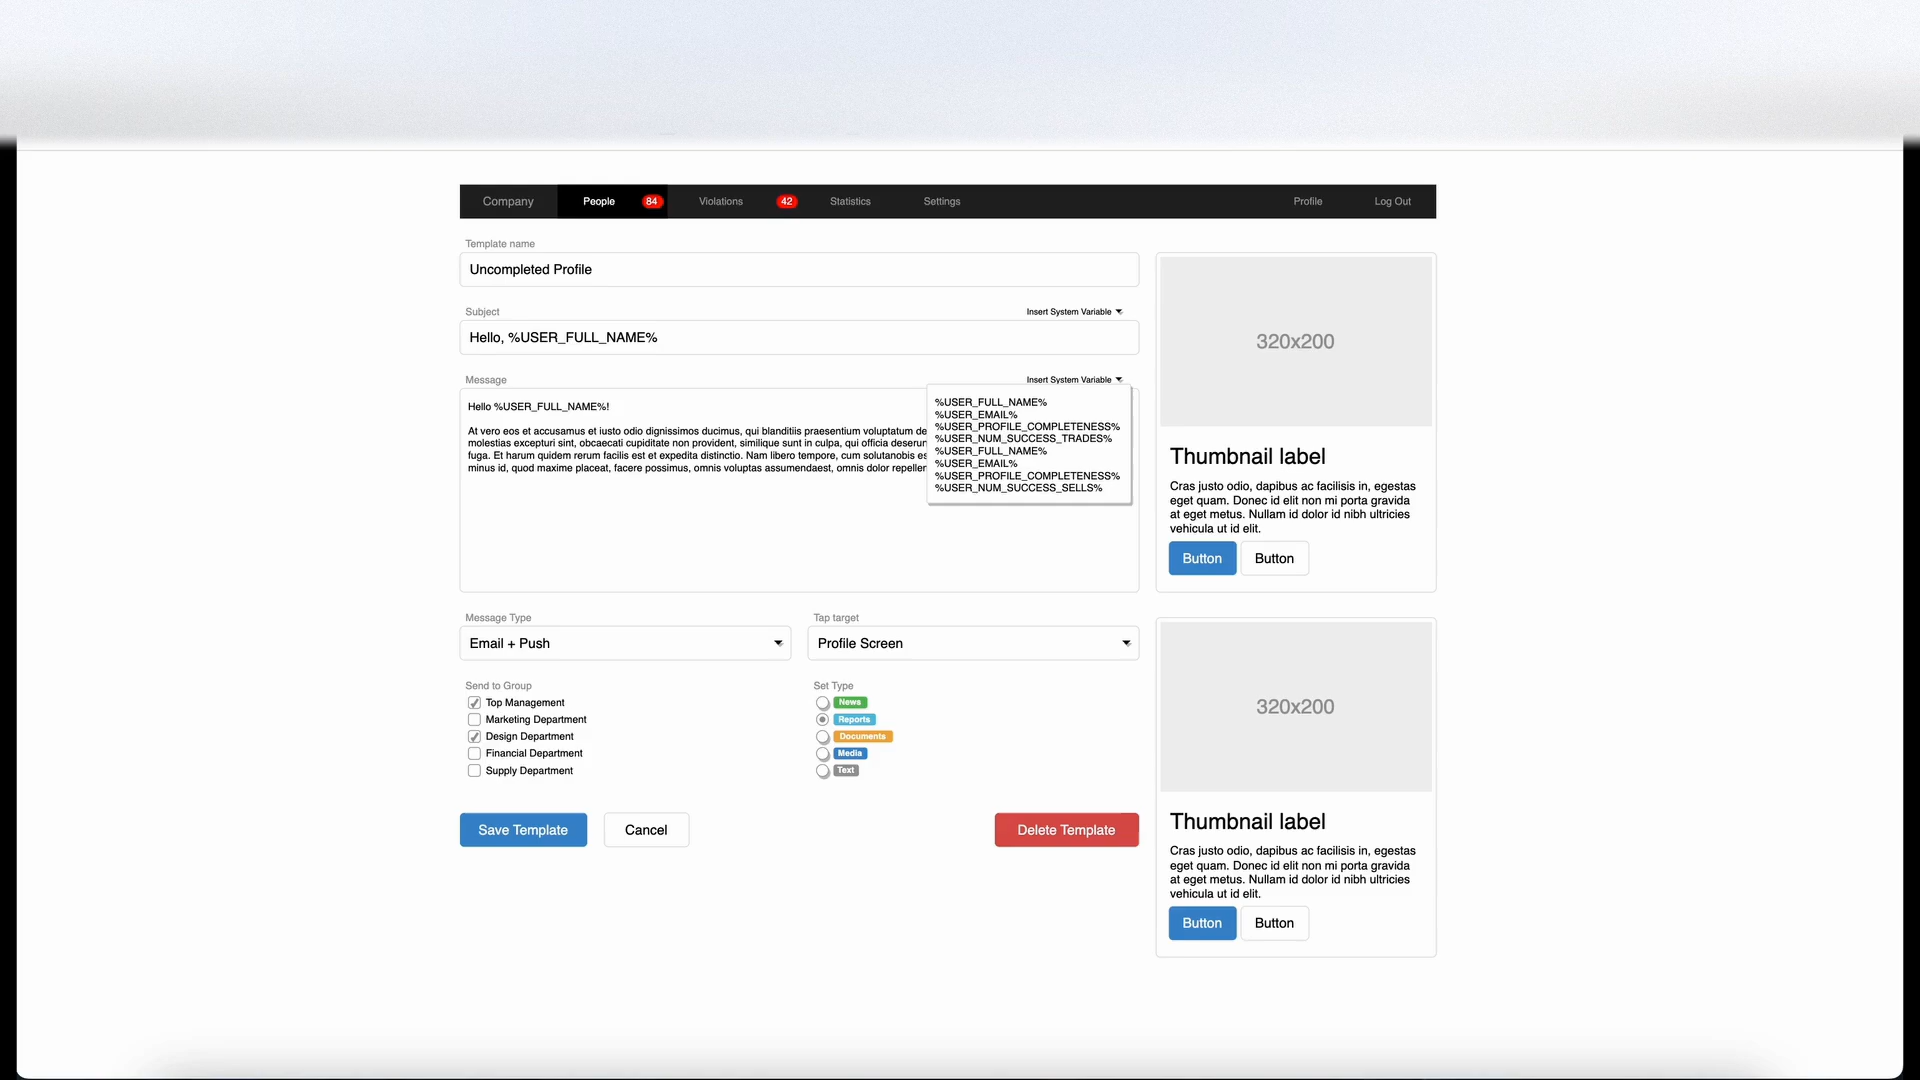 Company People 84 Violations 42 Statistics Settings Profile Log Out
Template name
Uncompleted Profile
Subject
Insert System Variable
Hello, %USER_FULL_NAME%
Message
Insert System Variable
Hello %USER_FULL_NAME%!
At vero eos et accusamus et iusto odio dignissimos ducimus, qui blanditiis praesentium voluptatum
molestias excepturi sint, obcaecati cupiditate non provident, similique sunt in culpa, qui officia
fuga. Et harum quidem rerum facilis est et expedita distinctio. Nam libero tempore, cum solutanobis
minus id, quod maxime placeat, facere possimus, omnis voluptas assumendaest, omnis dolor
%USER_FULL_NAME%
%USER_EMAIL%
%USER_PROFILE_COMPLETENESS%
%USER_NUM_SUCCESS_TRADES%
%USER_FULL_NAME%
%USER_EMAIL%
%USER_PROFILE_COMPLETENESS%
%USER_NUM_SUCCESS_SELLS%
Message Type
Email + Push
Tap target
Profile Screen
Send to Group
Top Management
Marketing Department
Design Department
Financial Department
Supply Department
Set Type
News
Reports
Documents
Media
Text
Save Template
Cancel
Delete Template
320x200
Thumbnail label
Cras justo odio, dapibus ac facilisis in, egestas
eget quam. Donec id elit non mi porta gravida
at eget metus. Nullam id dolor id nibh ultricies
vehicula ut id elit.
Button Button
320x200
Thumbnail label
Cras justo odio, dapibus ac facilisis in, egestas
eget quam. Donec id elit non mi porta gravida
at eget metus. Nullam id dolor id nibh ultricies
vehicula ut id elit.
Button Button